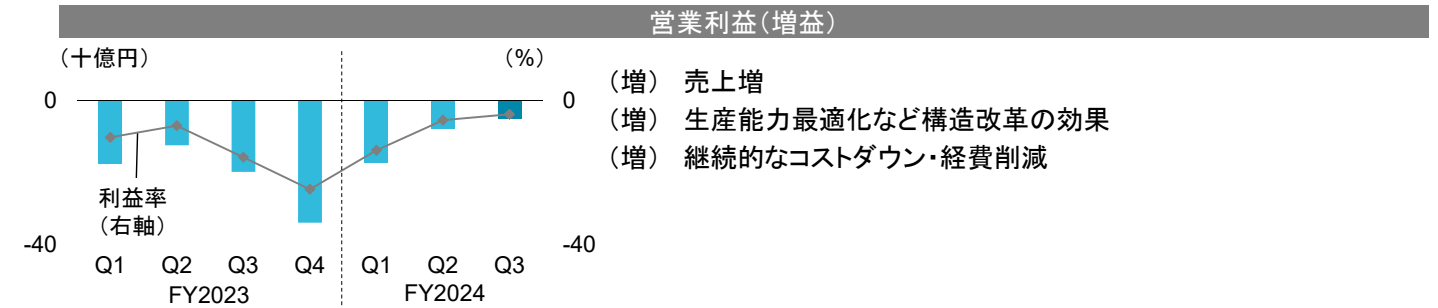 営業利益(増益)
(十億円)
(%)
0
0
利益率
(右軸)
-40
-40
Q1 Q2 Q3 Q4 Q1 Q2 Q3
FY2023 FY2024
(増) 売上増
(増) 生産能力最適化など構造改革の効果
(増) 継続的なコストダウン・経費削減